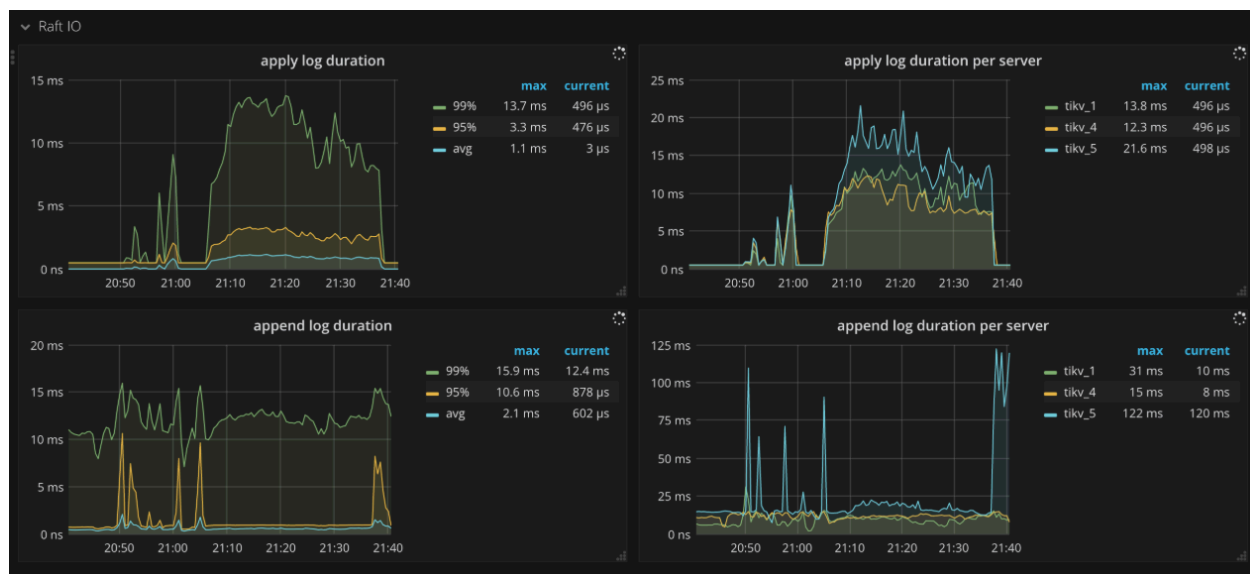 Raft IO
apply log duration
15 ms
10 ms
5 ms
0 ns
20:50 21:00 21:10 21:20 21:30 21:40
max current
99% 13.7 ms 496 µs
95% 3.3 ms 476 µs
avg 1.1 ms 3 µs
apply log duration per server
25 ms
20 ms
15 ms
10 ms
5 ms
0 ns
20:50 21:00 21:10 21:20 21:30 21:40
max current
tikv_1 13.8 ms 496 µs
tikv_4 12.3 ms 496 µs
tikv_5 21.6 ms 498 µs
append log duration
20 ms
15 ms
10 ms
5 ms
0 ns
20:50 21:00 21:10 21:20 21:30 21:40
max current
99% 15.9 ms 12.4 ms
95% 10.6 ms 878 µs
avg 2.1 ms 602 µs
append log duration per server
125 ms
100 ms
75 ms
50 ms
25 ms
0 ns
20:50 21:00 21:10 21:20 21:30 21:40
max current
tikv_1 31 ms 10 ms
tikv_4 15 ms 8 ms
tikv_5 122 ms 120 ms